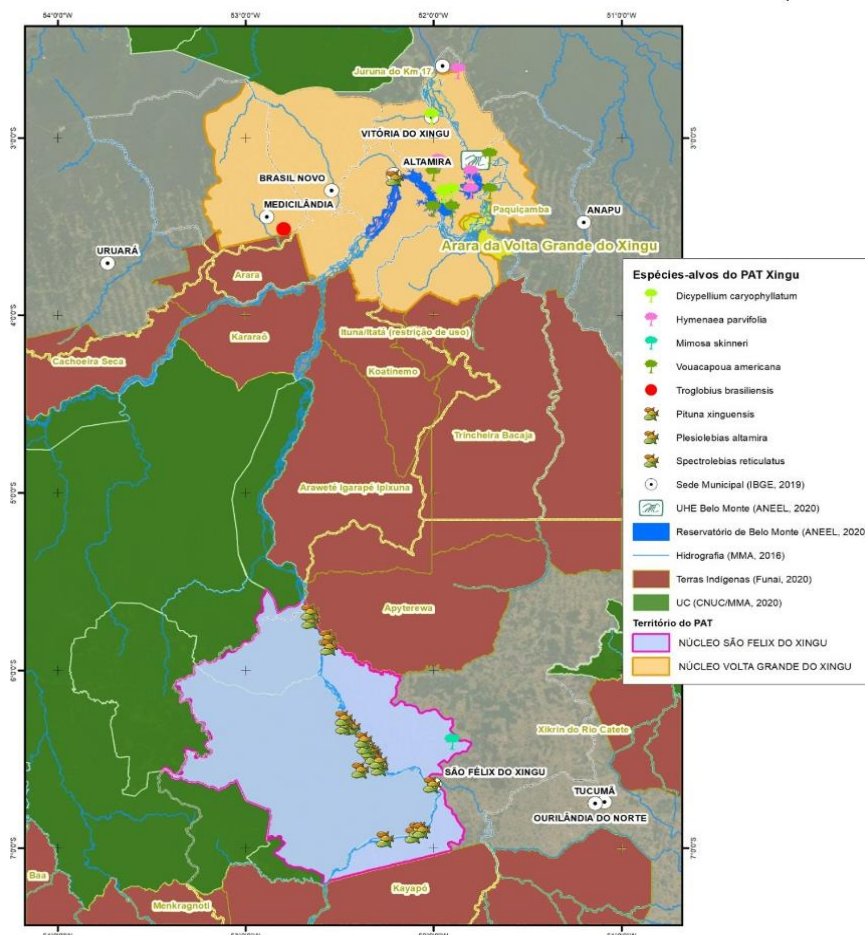 54°0'0"O 53°0'0"O 52°0'0"O 51°0'0"O
Juruna do Km 17
3°0'0"S
3°0'0"S
VITÓRIA DO XINGU
ALTAMIRA
BRASIL NOVO
MEDICILÂNDIA
Paquiçamba
ANAPU
URUARÁ
Arara da Volta Grande do Xingu
Arara
4°0'0"S
Kararaô
Ituna/Itatá (restrição de uso)
Cachoeira Seca
Koatinemo
Trincheira Bacaja
Araweté Igarapé Ipixuna
5°0'0"S
Apyterewa
6°0'0"S
6°0'0"S
Xikrin do Rio Catete
SÃO FÉLIX DO XINGU
TUCUMÃ
OURILÂNDIA DO NORTE
7°0'0"S
7°0'0"S
Baa
Menkragnoti
Kayapó
Espécies-alvos do PAT Xingu
Dicypellium caryophyllatum
Hymenaea parvifolia
Mimosa skinneri
Vouacapoua americana
Troglobius brasiliensis
Pituna xinguensis
Plesiolebias altamira
Spectrolebias reticulatus
Sede Municipal (IBGE, 2019)
UHE Belo Monte (ANEEL, 2020)
Reservatório de Belo Monte (ANEEL, 2020
Hidrografia (MMA, 2016)
Terras Indígenas (Funai, 2020)
UC (CNUC/MMA, 2020)
Território do PAT
NÚCLEO SÃO FELIX DO XINGU
NÚCLEO VOLTA GRANDE DO XINGU